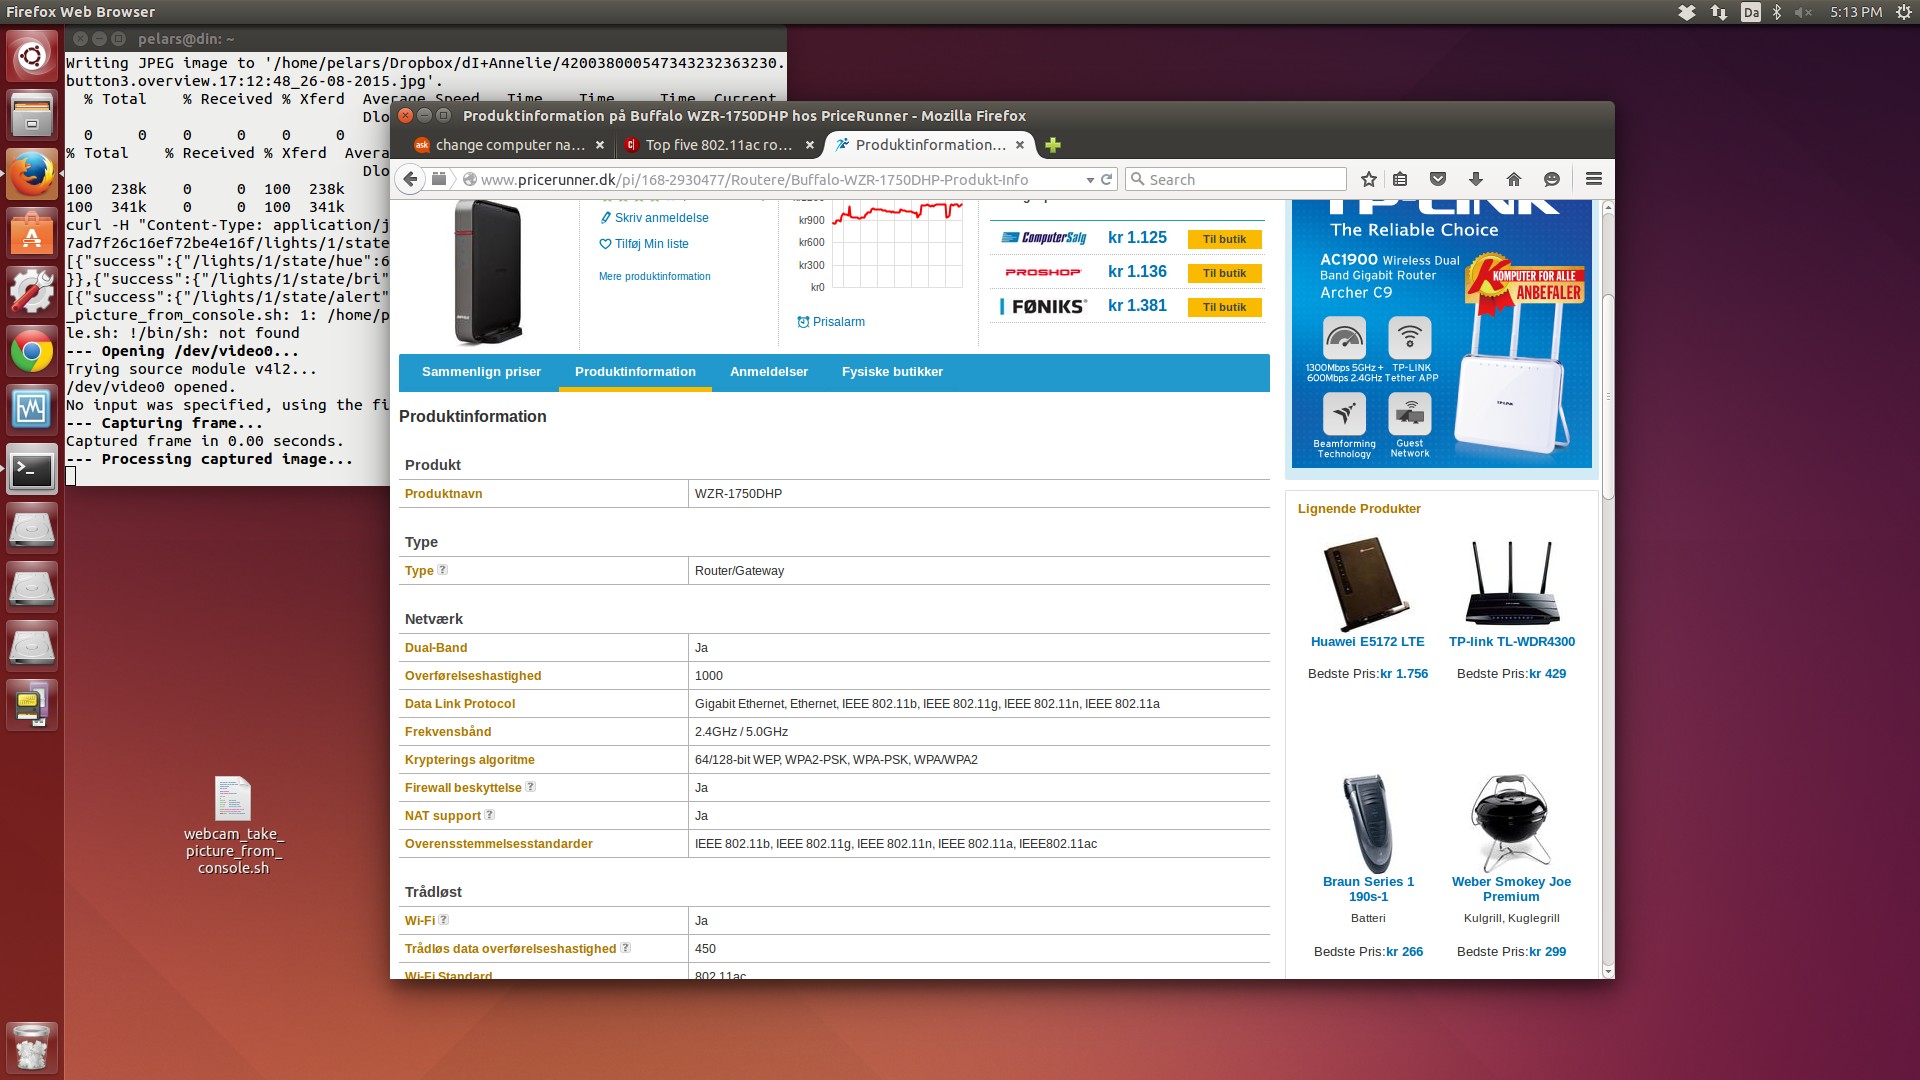 Firefox Web Browser
Da
5:13 PM
pelars@din: ~
Writing JPEG image to '/home/pelars/Dropbox/dI+Annelie/420038000547343232363230.
button3.overview.17:12:48_26-08-2015.jpg'.
% Total % Received % Xferd Average Speed Time Time Time Current
Dlo
0 0 0 0 0 0
% Total % Received % Xferd Avera
Dlo
100 238k 0 0 100 238k
100 341k 0 0 100 341k
curl -H "Content-Type: application/j
7ad7f26c16ef72be4e16f/lights/1/state
[{"success":{"/lights/1/state/hue":6
}},{"success":{"/lights/1/state/bri"
[{"success":{"/lights/1/state/alert"
_picture_from_console.sh: 1: /home/p
le.sh: !/bin/sh: not found
--- Opening /dev/video0...
Trying source module v4l2...
/dev/video0 opened.
No input was specified, using the fi
--- Capturing frame...
Captured frame in 0.00 seconds.
--- Processing captured image...
webcam_take_
picture_from_
console.sh
Produktinformation på Buffalo WZR-1750DHP hos PriceRunner - Mozilla Firefox
ask change computer na...
Top five 802.11ac ro...
Produktinformation...
www.pricerunner.dk/pi/168-2930477/Routere/Buffalo-WZR-1750DHP-Produkt-Info
Search
Skriv anmeldelse
Tilføj Min liste
Mere produktinformation
kr900
kr600
kr300
kr0
Prisalarm
ComputerSalg kr 1.125 Til butik
PROSHOP kr 1.136 Til butik
FØNIKS kr 1.381 Til butik
Sammenlign priser Produktinformation Anmeldelser Fysiske butikker
Produktinformation
Produkt
Produktnavn WZR-1750DHP
Type
Type Router/Gateway
Netværk
Dual-Band Ja
Overførelseshastighed 1000
Data Link Protocol Gigabit Ethernet, Ethernet, IEEE 802.11b, IEEE 802.11g, IEEE 802.11n, IEEE 802.11a
Frekvensbånd 2.4GHz / 5.0GHz
Krypterings algoritme 64/128-bit WEP, WPA2-PSK, WPA-PSK, WPA/WPA2
Firewall beskyttelse Ja
NAT support Ja
Overensstemmelsesstandarder IEEE 802.11b, IEEE 802.11g, IEEE 802.11n, IEEE 802.11a, IEEE802.11ac
Trådløst
Wi-Fi Ja
Trådløs data overførelseshastighed 450
Wi-Fi Standard 802.11ac
TP-LINK
The Reliable Choice
AC1900 Wireless Dual
Band Gigabit Router
Archer C9
KOMPUTER FOR ALLE
ANBEFALER
1300Mbps 5GHz +
600Mbps 2.4GHz
TP-LINK
Tether APP
Beamforming
Technology
Guest
Network
TP-LINK
Lignende Produkter
Huawei E5172 LTE
Bedste Pris:kr 1.756
TP-link TL-WDR4300
Bedste Pris:kr 429
Braun Series 1
190s-1
Batteri
Bedste Pris:kr 266
Weber Smokey Joe
Premium
Kulgrill, Kuglegrill
Bedste Pris:kr 299